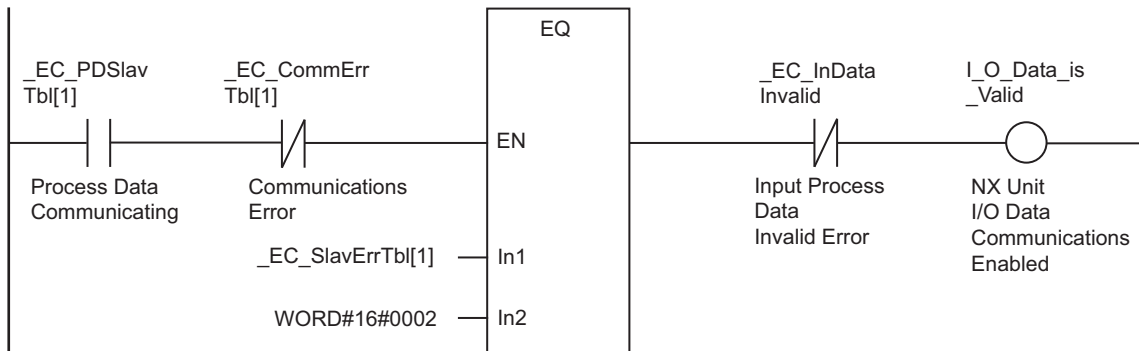 EQ
_EC_PDSlav
Tbl[1]
_EC_CommErr
Tbl[1]
_EC_InData
Invalid
I_O_Data_is
_Valid
EN
Process Data
Communicating
Communications
Error
Input Process
Data
Invalid Error
NX Unit
I/O Data
Communications
Enabled
_EC_SlavErrTbl[1]
In1
WORD#16#0002
In2